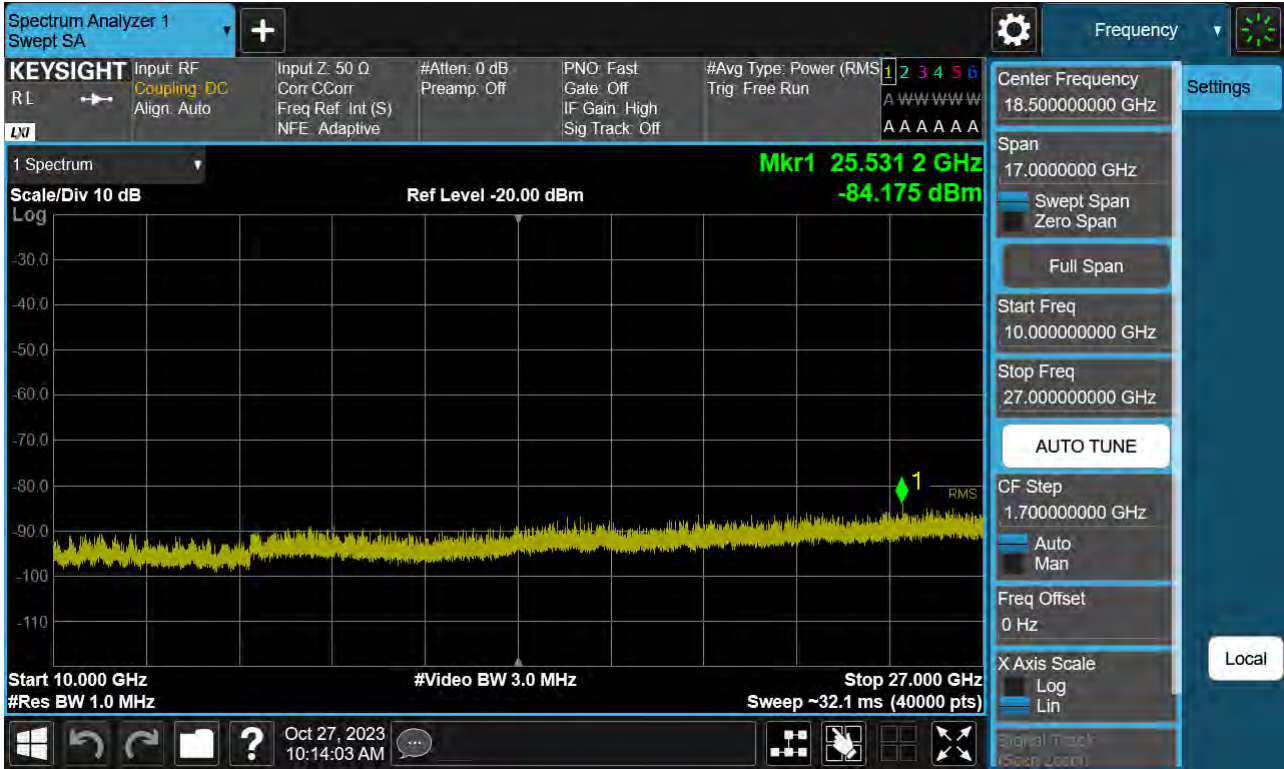 Spectrum Analyzer 1
Swept SA
Frequency
KEYSIGHT
RL
LXI
Input: RF
Coupling: DC
Align: Auto
Input Z: 50 Ω
Corr CCorr
Freq Ref: Int (S)
NFE: Adaptive
#Atten: 0 dB
Preamp: Off
PNO: Fast
Gate: Off
IF Gain: High
Sig Track: Off
#Avg Type: Power (RMS
Trig: Free Run
1 2 3 4 5 6
A W W W W W
A A A A A A
1 Spectrum
Scale/Div 10 dB
Log
Ref Level -20.00 dBm
Mkr1 25.531 2 GHz
-84.175 dBm
-30.0
-40.0
-50.0
-60.0
-70.0
-80.0
-90.0
-100
-110
1
RMS
Start 10.000 GHz
#Res BW 1.0 MHz
#Video BW 3.0 MHz
Stop 27.000 GHz
Sweep ~32.1 ms (40000 pts)
Center Frequency
18.500000000 GHz
Span
17.0000000 GHz
Swept Span
Zero Span
Full Span
Start Freq
10.000000000 GHz
Stop Freq
27.000000000 GHz
AUTO TUNE
CF Step
1.700000000 GHz
Auto
Man
Freq Offset
0 Hz
X Axis Scale
Log
Lin
Signal Track
(Span Zoom)
Settings
Local
?
Oct 27, 2023
10:14:03 AM